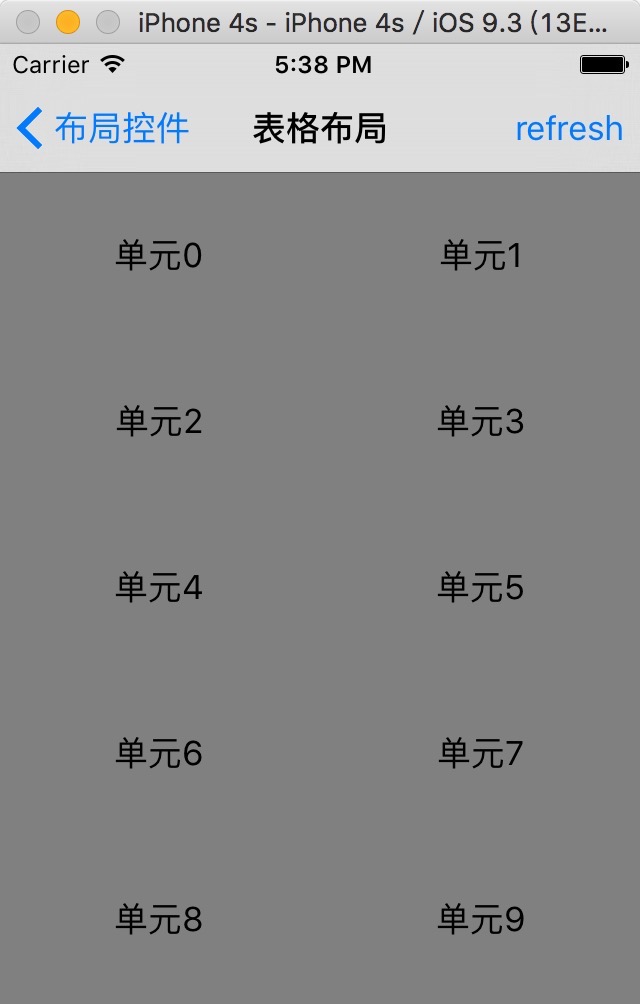 iPhone 4s - iPhone 4s / iOS 9.3 (13E...
Carrier 5:38 PM
布局控件 表格布局 refresh
单元0 单元1
单元2 单元3
单元4 单元5
单元6 单元7
单元8 单元9